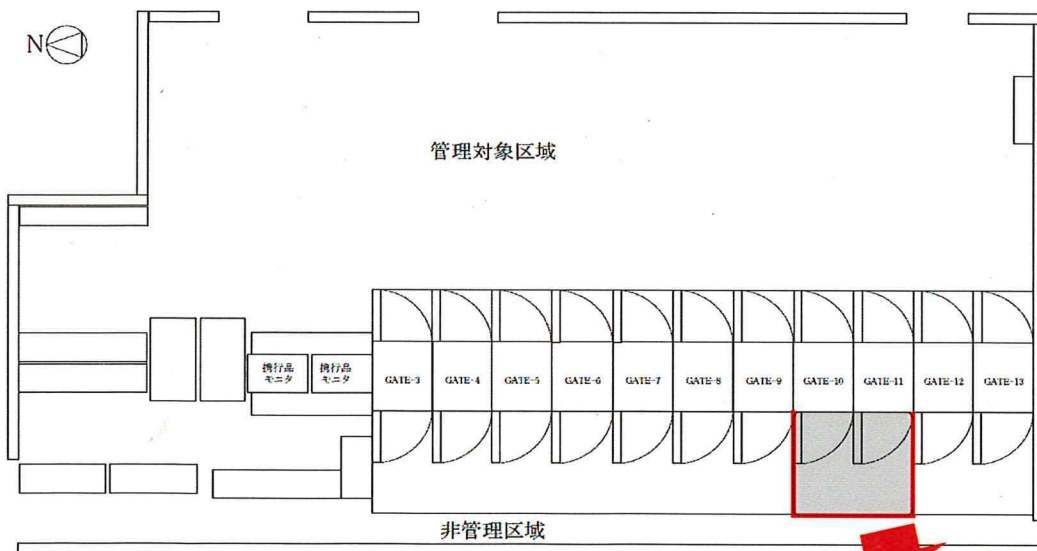 N
管理対象区域
携行品
モニタ
携行品
モニタ
GATE-3
GATE-4
GATE-5
GATE-6
GATE-7
GATE-8
GATE-9
GATE-10
GATE-11
GATE-12
GATE-13
非管理区域